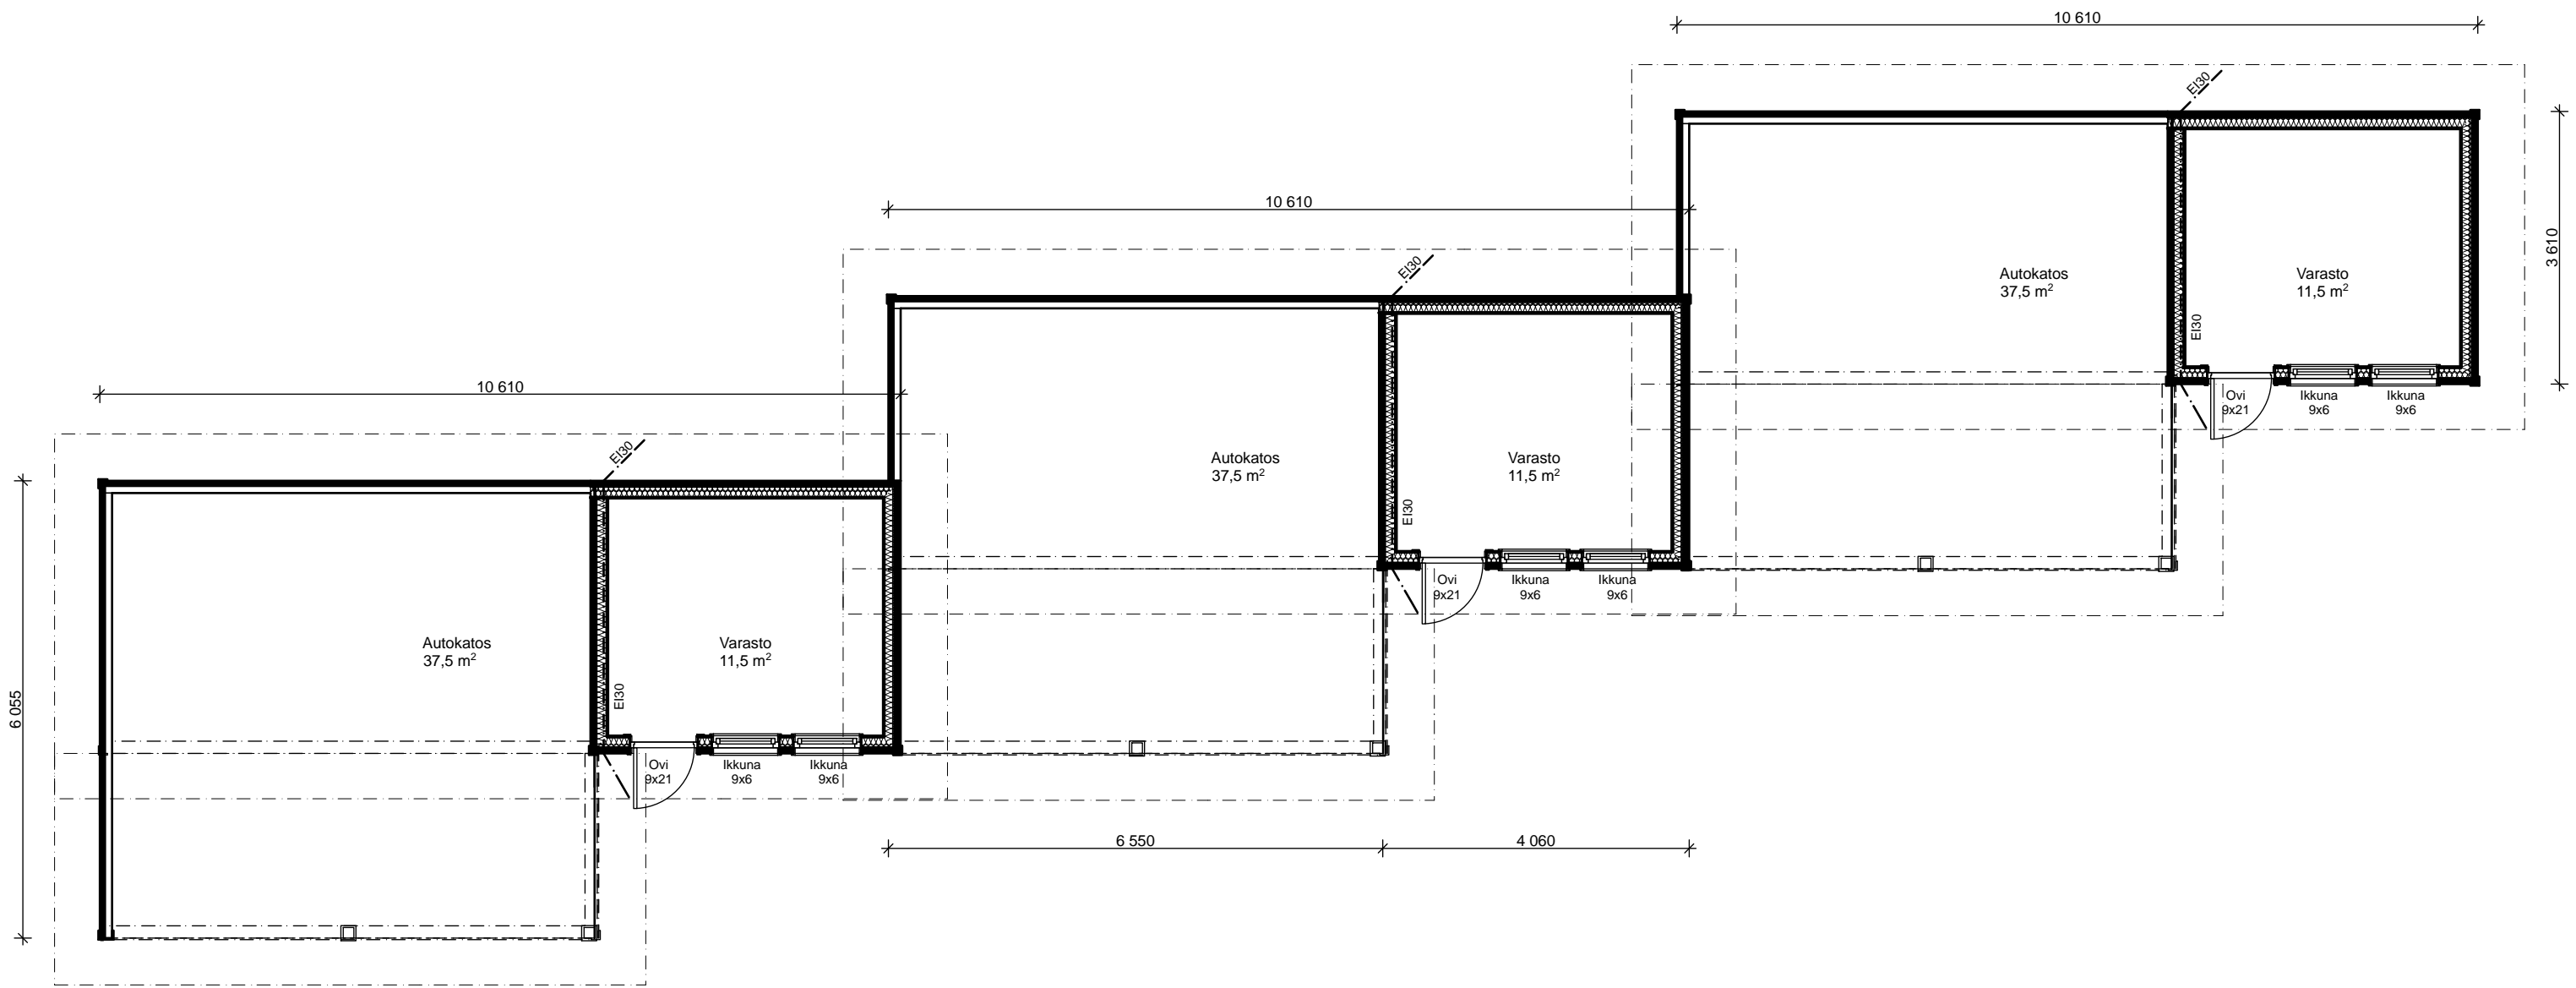 10 610
EI30
Autokatos
37,5 m²
Varasto
11,5 m²
EI30
Ovi
9x21
Ikkuna
9x6
Ikkuna
9x6
3 610
10 610
EI30
Autokatos
37,5 m²
Varasto
11,5 m²
EI30
Ovi
9x21
Ikkuna
9x6
Ikkuna
9x6
10 610
EI30
Autokatos
37,5 m²
Varasto
11,5 m²
EI30
Ovi
9x21
Ikkuna
9x6
Ikkuna
9x6
6 055
6 550
4 060